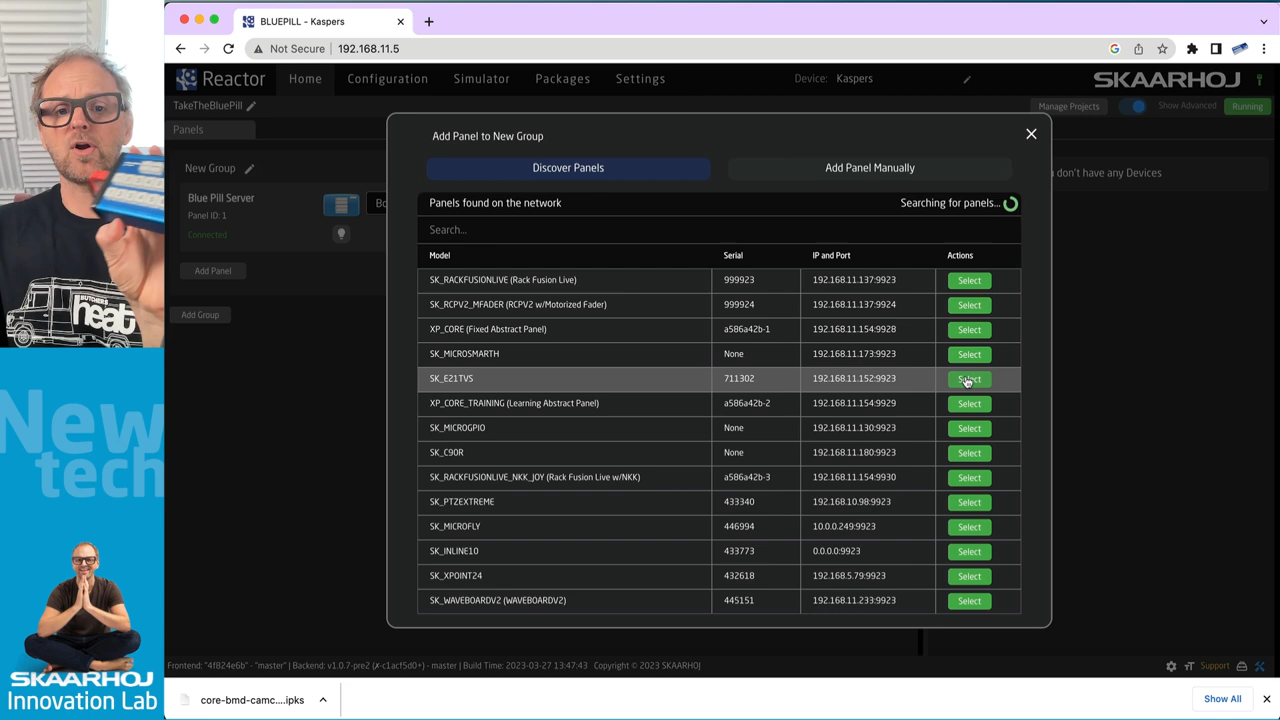 BLUEPILL - Kaspers
Not Secure | 192.168.11.5
Reactor
Home
Configuration
Simulator
Packages
Settings
Device:
Kaspers
SKAARHOJ
TakeTheBluePill
Manage Projects
Show Advanced
Running
Panels
New Group
Blue Pill Server
Panel ID: 1
Connected
Bo
Add Panel
Add Group
u don't have any Devices
Add Panel to New Group
Discover Panels
Add Panel Manually
Panels found on the network
Searching for panels...
Search...
Model Serial IP and Port Actions
SK_RACKFUSIONLIVE (Rack Fusion Live) 999923 192.168.11.137:9923 Select
SK_RCPV2_MFADER (RCPV2 w/Motorized Fader) 999924 192.168.11.137:9924 Select
XP_CORE (Fixed Abstract Panel) a586a42b-1 192.168.11.154:9928 Select
SK_MICROSMARTH None 192.168.11.173:9923 Select
SK_E21TVS 711302 192.168.11.152:9923 Select
XP_CORE_TRAINING (Learning Abstract Panel) a586a42b-2 192.168.11.154:9929 Select
SK_MICROGPIO None 192.168.11.130:9923 Select
SK_C90R None 192.168.11.180:9923 Select
SK_RACKFUSIONLIVE_NKK_JOY (Rack Fusion Live w/NKK) a586a42b-3 192.168.11.154:9930 Select
SK_PTZEXTREME 433340 192.168.10.98:9923 Select
SK_MICROFLY 446994 10.0.0.249:9923 Select
SK_INLINE10 433773 0.0.0.0:9923 Select
SK_XPOINT24 432618 192.168.5.79:9923 Select
SK_WAVEBOARDV2 (WAVEBOARDV2) 445151 192.168.11.233:9923 Select
Frontend: "4f824e6b" - "master" | Backend: v1.0.7-pre2 (✗-c1acf5d0+) - master | Build Time: 2023-03-27 13:47:43 Copyright © 2023 SKAARHOJ
Support
core-bmd-camc....ipks
Show All
BUTCHERS
heat
New
tech
SKAARHOJ
Innovation Lab